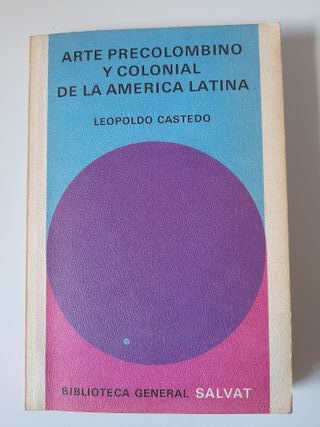 ARTE PRECOLOMBINO
Y COLONIAL
DE LA AMERICA LATINA
LEOPOLDO CASTEDO
BIBLIOTECA GENERAL SALVAT